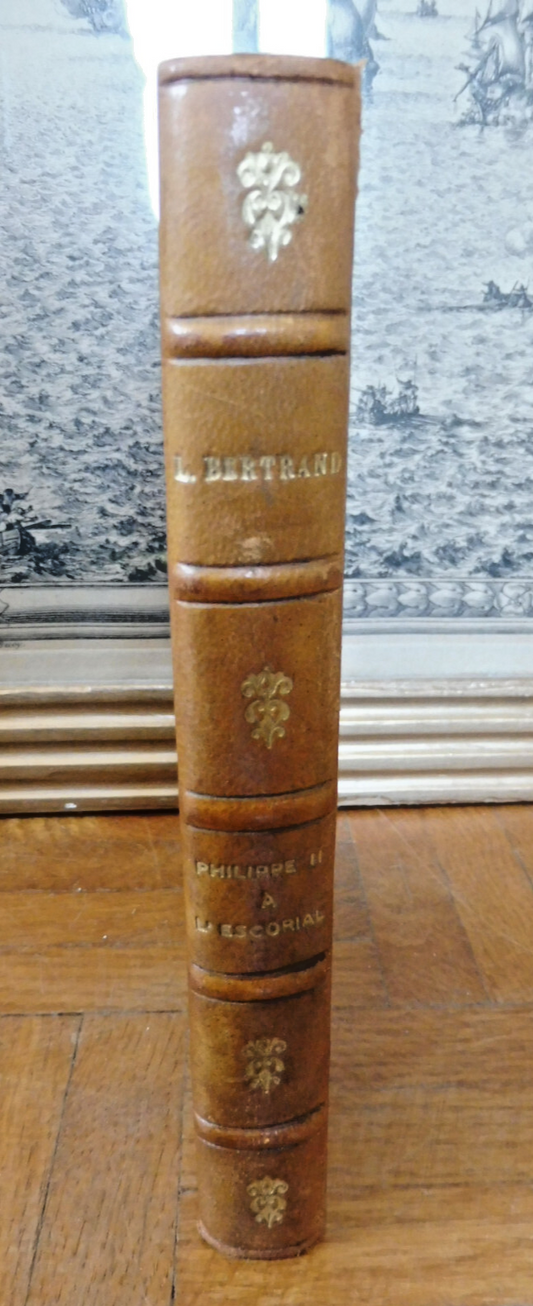 L. BERTRAND
PHILIPPE II
A
L'ESCORIAL